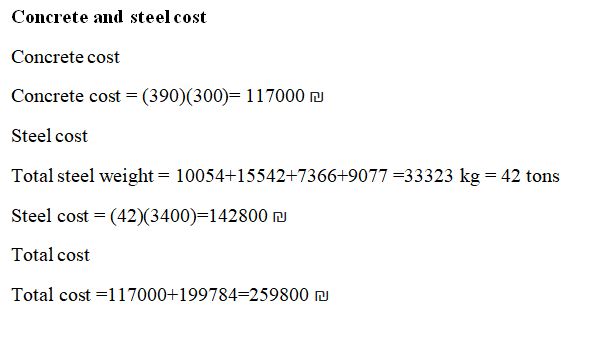 Concrete and steel cost
Concrete cost
Concrete cost = (390)(300)= 117000 ₪
Steel cost
Total steel weight = 10054+15542+7366+9077 =33323 kg = 42 tons
Steel cost = (42)(3400)=142800 ₪
Total cost
Total cost =117000+199784=259800 ₪